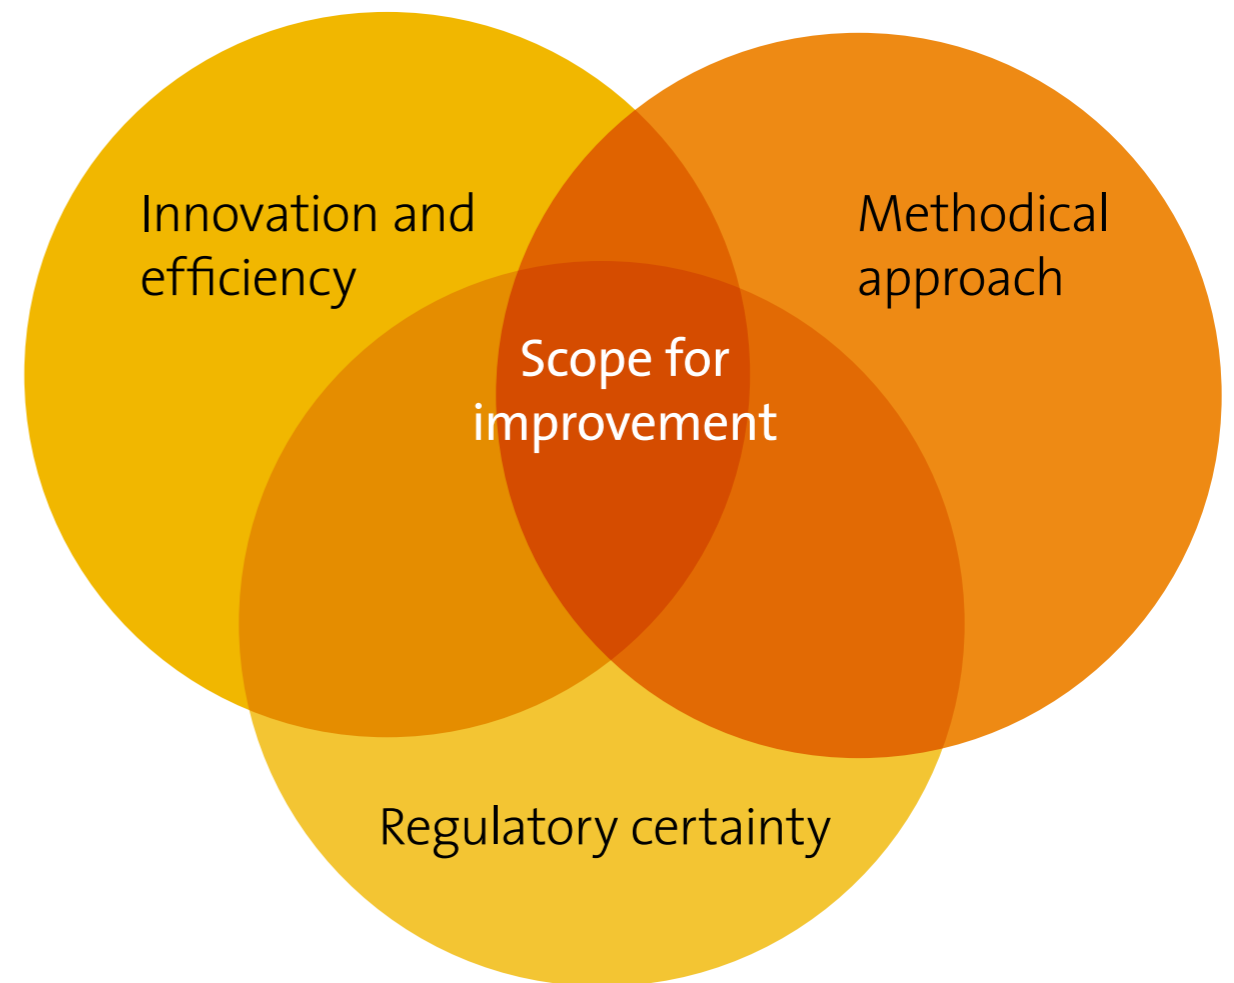 Innovation and
efficiency
Methodical
approach
Scope for
improvement
Regulatory certainty